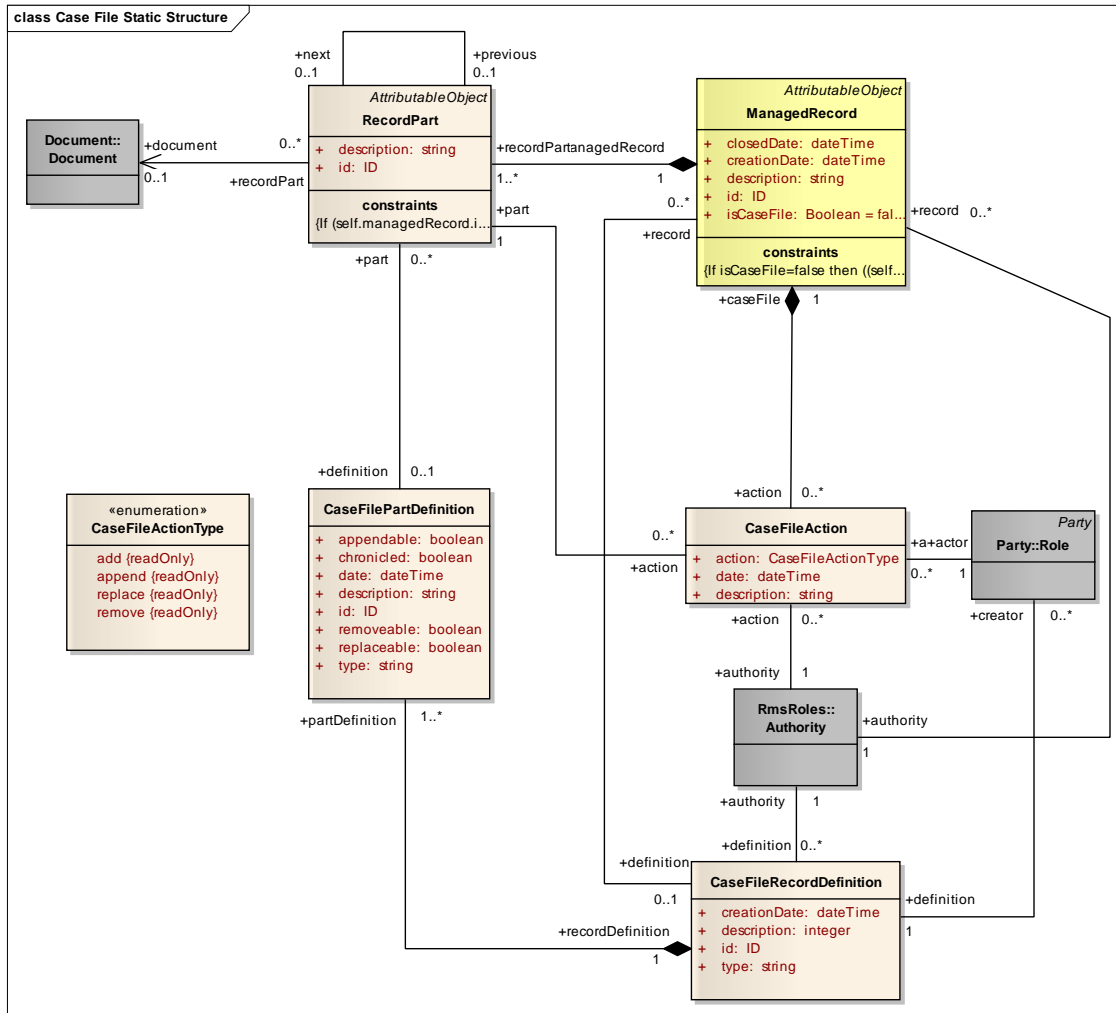 class Case File Static Structure
+next
0..1
+previous
0..1
AttributableObject
RecordPart
+ description: string
+ id: ID
constraints
{If (self.managedRecord.i...
Document::
Document
+document
0..1
0..*
+recordPart
+recordPartanagedRecord
1..*
1
+part
1
AttributableObject
ManagedRecord
+ closedDate: dateTime
+ creationDate: dateTime
+ description: string
+ id: ID
+ isCaseFile: Boolean = fal...
constraints
{If isCaseFile=false then ((self...
0..*
+record
+record
0..*
+caseFile
1
+part
0..*
+definition
0..1
«enumeration»
CaseFileActionType
add {readOnly}
append {readOnly}
replace {readOnly}
remove {readOnly}
CaseFilePartDefinition
+ appendable: boolean
+ chronicled: boolean
+ date: dateTime
+ description: string
+ id: ID
+ removeable: boolean
+ replaceable: boolean
+ type: string
+action
0..*
0..*
+action
CaseFileAction
+ action: CaseFileActionType
+ date: dateTime
+ description: string
+a+actor
0..*
1
Party
Party::Role
+creator
0..*
+action
0..*
+authority
1
RmsRoles::
Authority
+authority
1
+authority
1
+partDefinition
1..*
+definition
0..*
+definition
0..1
CaseFileRecordDefinition
+ creationDate: dateTime
+ description: integer
+ id: ID
+ type: string
+definition
1
+recordDefinition
1